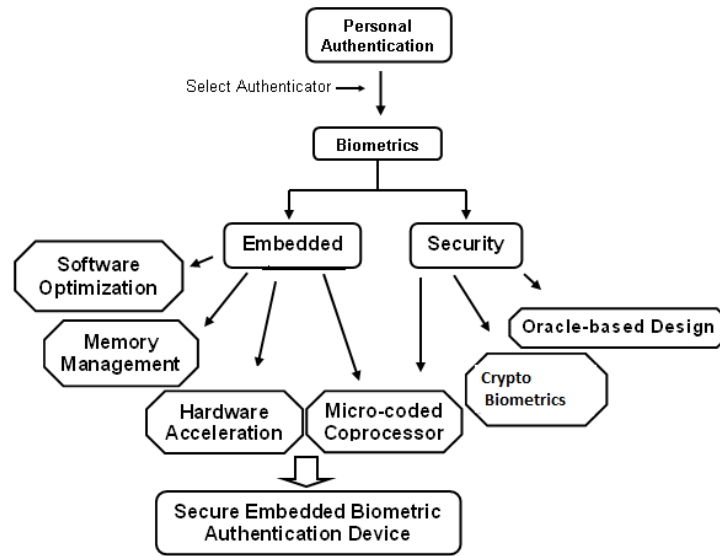 Personal
Authentication
Select Authenticator
Biometrics
Embedded
Security
Software
Optimization
Oracle-based Design
Memory
Management
Crypto
Biometrics
Hardware
Acceleration
Micro-coded
Coprocessor
Secure Embedded Biometric
Authentication Device